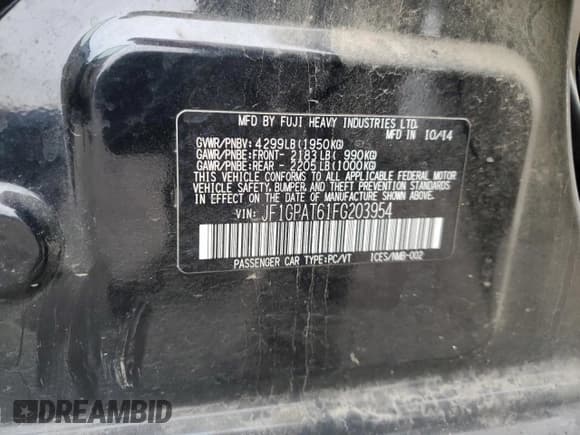 MFD BY FUJI HEAVY INDUSTRIES LTD.
MFD IN 10/14
GVWR/PNBV: 4299LB(1950KG)
GAWR/PNBE:FRONT- 2183LB( 990KG)
GAWR/PNBE:REAR - 2205LB(1000KG)
THIS VEHICLE CONFORMS TO ALL APPLICABLE FEDERAL MOTOR
VEHICLE SAFETY, BUMPER, AND THEFT PREVENTION STANDARDS
IN EFFECT ON THE DATE OF MANUFACTURE SHOWN ABOVE.
VIN: JF1GPAT61FG203954
PASSENGER CAR TYPE:PC/VT ICES/NMB-002
DREAMBID